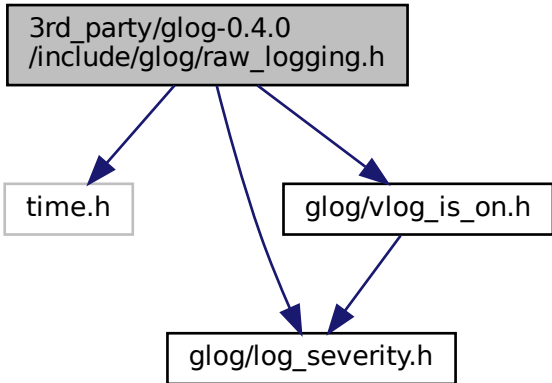 3rd_party/glog-0.4.0
/include/glog/raw_logging.h
time.h
glog/vlog_is_on.h
glog/log_severity.h